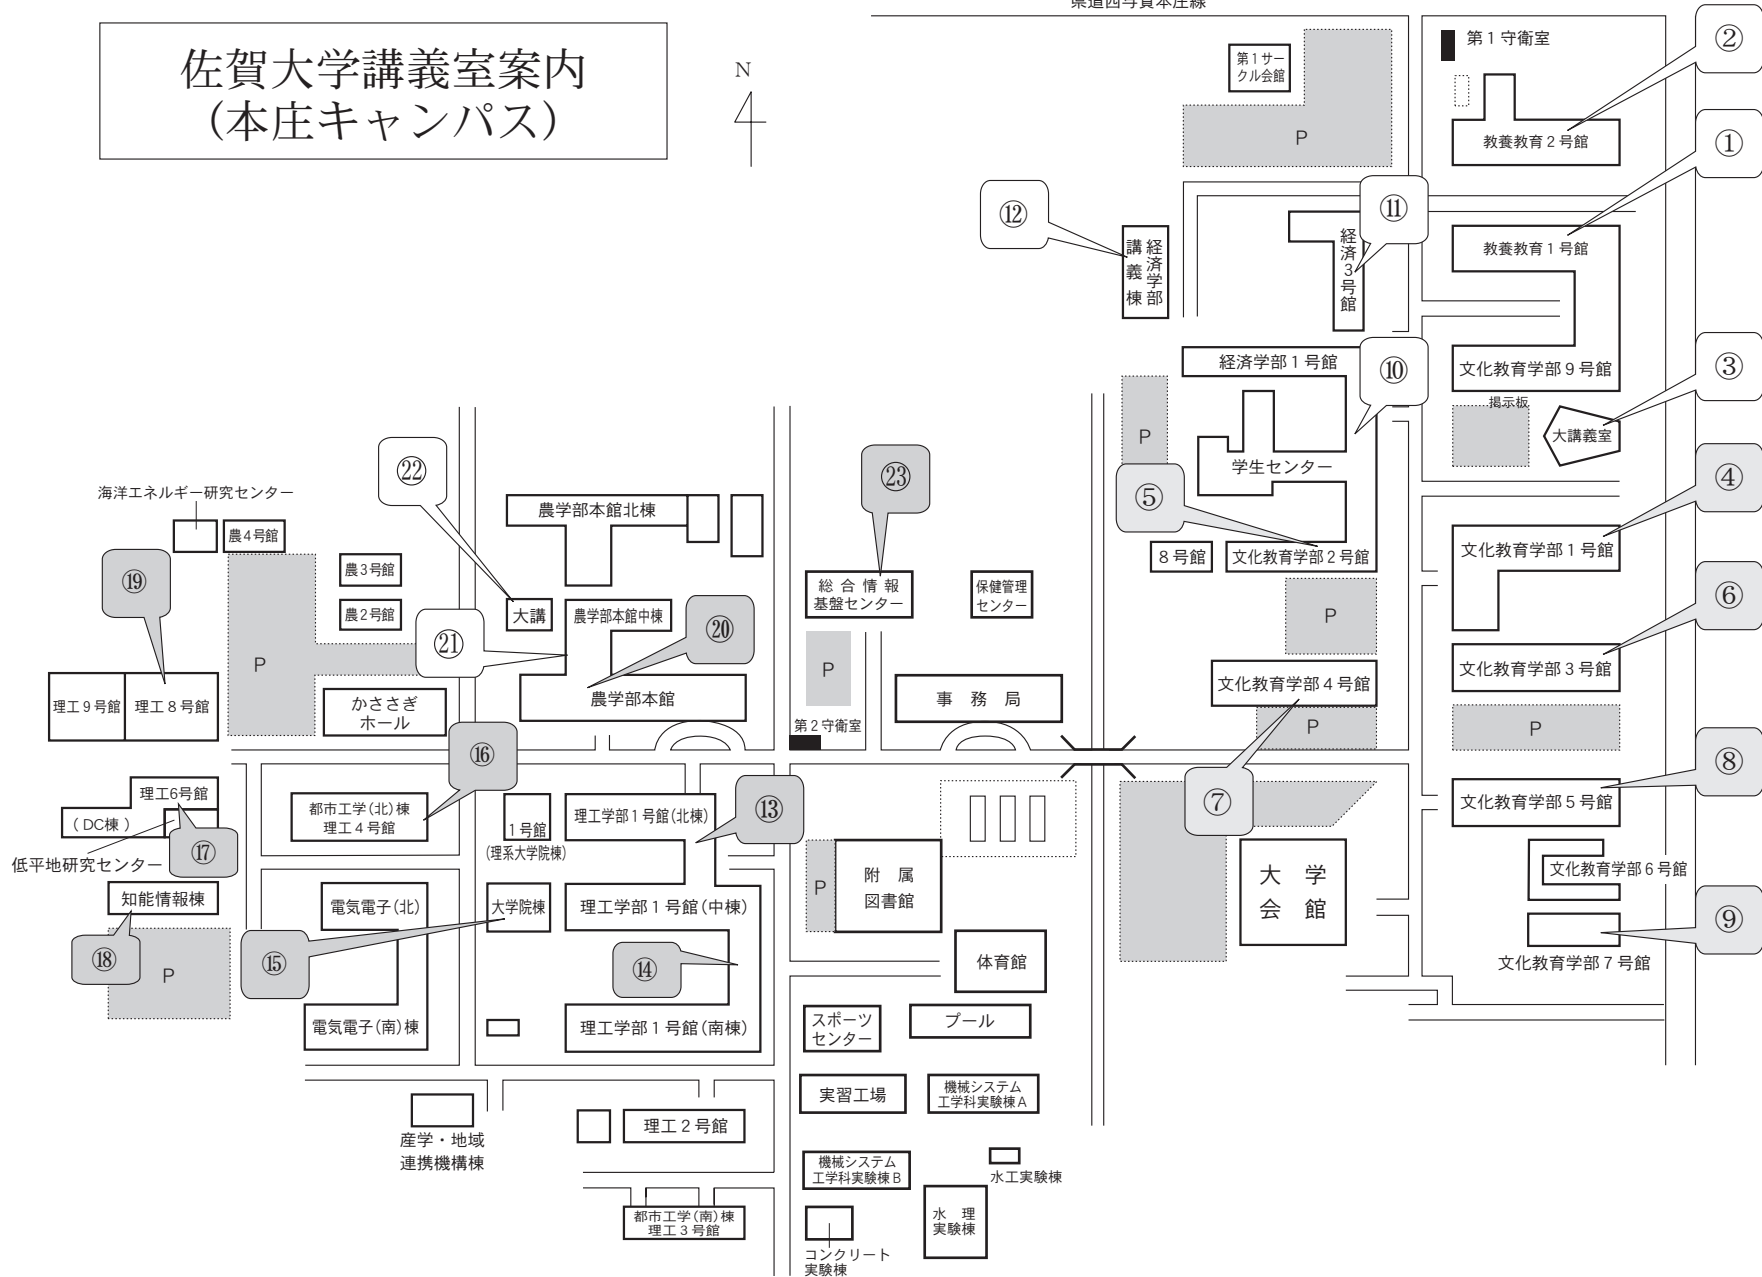 県道西与賀本庄線
佐賀大学講義室案内
(本庄キャンパス)
N
第1サー
クル会館
P
第1守衛室
②
教養教育2号館
①
⑫
⑪
経済学部
講義棟
経済3号館
教養教育1号館
経済学部1号館
⑩
文化教育学部9号館
③
掲示板
大講義室
P
学生センター
④
⑤
8号館
文化教育学部2号館
文化教育学部1号館
㉒
㉓
海洋エネルギー研究センター
農4号館
農学部本館北棟
⑲
農3号館
農2号館
大講
農学部本館中棟
総合情報
基盤センター
保健管理
センター
P
⑥
㉑
⑳
P
P
文化教育学部3号館
理工9号館
理工8号館
かささぎ
ホール
農学部本館
事務局
文化教育学部4号館
第2守衛室
P
P
⑯
⑧
理工6号館
(DC棟)
低平地研究センター
⑰
都市工学(北)棟
理工4号館
1号館
(理系大学院棟)
理工学部1号館(北棟)
⑬
⑦
文化教育学部5号館
P
附属
図書館
大学
会館
文化教育学部6号館
知能情報棟
電気電子(北)
大学院棟
理工学部1号館(中棟)
⑨
⑱
P
⑮
⑭
体育館
文化教育学部7号館
電気電子(南)棟
理工学部1号館(南棟)
スポーツ
センター
プール
実習工場
機械システム
工学科実験棟A
産学・地域
連携機構棟
理工2号館
機械システム
工学科実験棟B
水工実験棟
都市工学(南)棟
理工3号館
水理
実験棟
コンクリート
実験棟